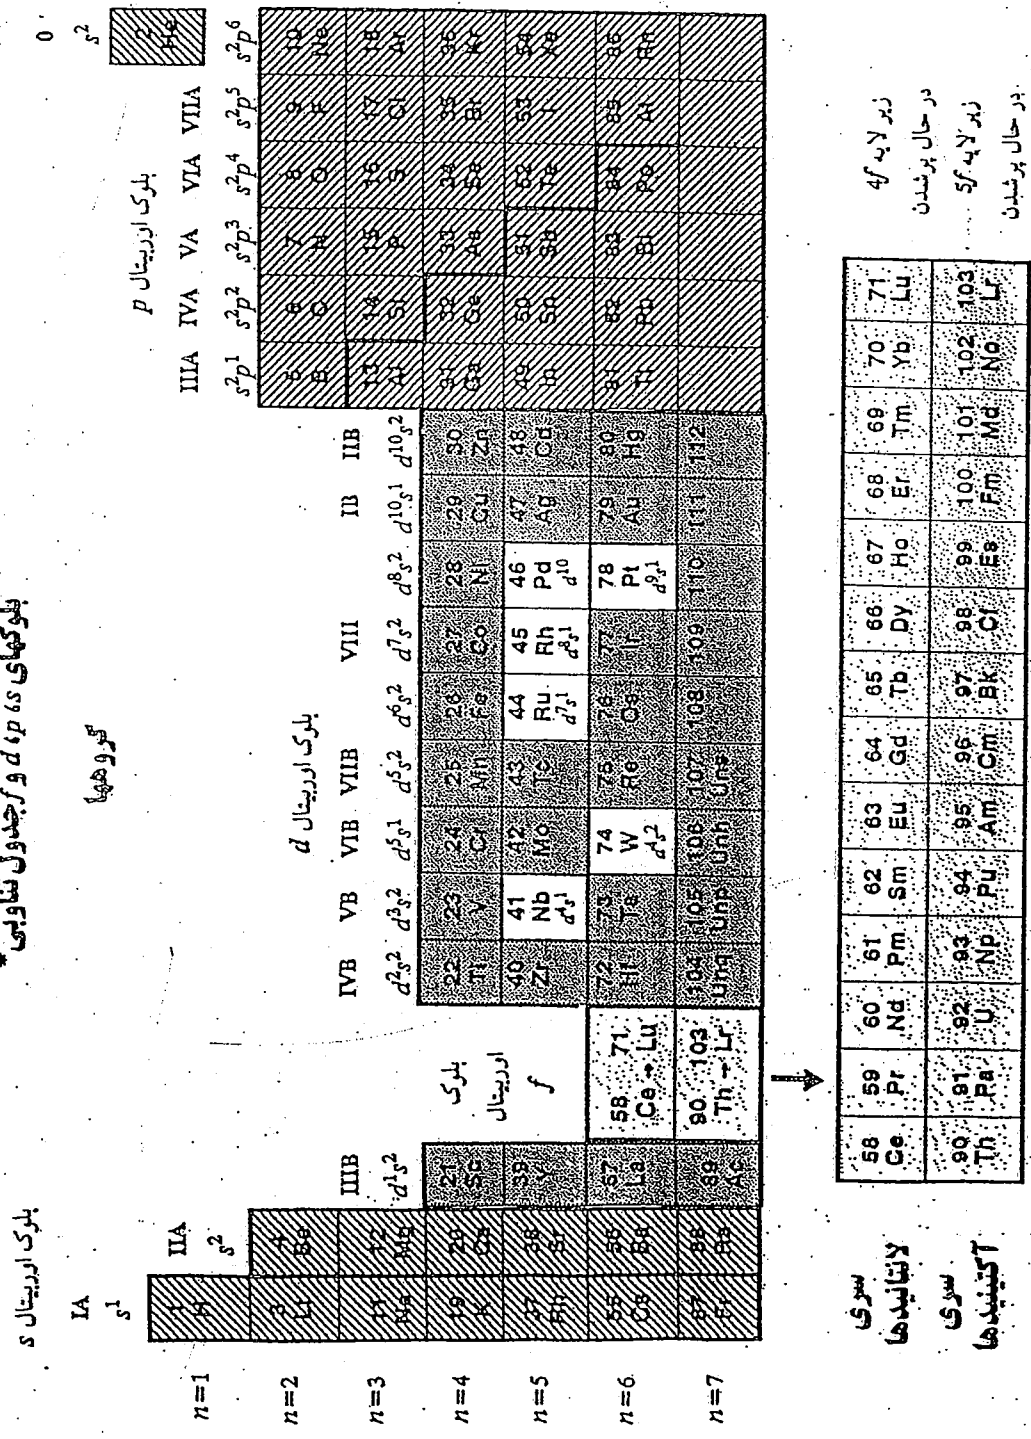 بلوکهای s، p، d و f جدول تناوبی*
گروهها
بلوک اوربیتال s
بلوک اوربیتال p
بلوک اوربیتال d
بلوک اوربیتال f
IA IIA IIIB IVB VB VIB VIIB VIII IB IIB IIIA IVA VA VIA VIIA 0
s¹ s² d¹s² d²s² d³s² d⁵s¹ d⁵s² d⁶s² d⁷s² d⁸s² d¹⁰s¹ d¹⁰s² s²p¹ s²p² s²p³ s²p⁴ s²p⁵ s²p⁶
s²
n=1 1 H 2 He
n=2 3 Li 4 Be 5 B 6 C 7 N 8 O 9 F 10 Ne
n=3 11 Na 12 Mg 13 Al 14 Si 15 P 16 S 17 Cl 18 Ar
n=4 19 K 20 Ca 21 Sc 22 Ti 23 V 24 Cr 25 Mn 26 Fe 27 Co 28 Ni 29 Cu 30 Zn 31 Ga 32 Ge 33 As 34 Se 35 Br 36 Kr
n=5 37 Rb 38 Sr 39 Y 40 Zr 41 Nb d⁴s¹ 42 Mo 43 Tc 44 Ru d⁷s¹ 45 Rh d⁸s¹ 46 Pd d¹⁰ 47 Ag 48 Cd 49 In 50 Sn 51 Sb 52 Te 53 I 54 Xe
n=6 55 Cs 56 Ba 57 La 58 71 Ce → Lu 72 Hf 73 Ta 74 W d⁴s² 75 Re 76 Os 77 Ir 78 Pt d⁹s¹ 79 Au 80 Hg 81 Tl 82 Pb 83 Bi 84 Po 85 At 86 Rn
n=7 87 Fr 88 Ra 89 Ac 90 103 Th → Lr 104 Unq 105 Unp 106 Unh 107 Uns 108 109 110 111 112
سری لانتانیدها
58 Ce 59 Pr 60 Nd 61 Pm 62 Sm 63 Eu 64 Gd 65 Tb 66 Dy 67 Ho 68 Er 69 Tm 70 Yb 71 Lu
زیر لایه 4f
در حال پرشدن
سری آکتینیدها
90 Th 91 Pa 92 U 93 Np 94 Pu 95 Am 96 Cm 97 Bk 98 Cf 99 Es 100 Fm 101 Md 102 No 103 Lr
زیر لایه 5f
در حال پرشدن